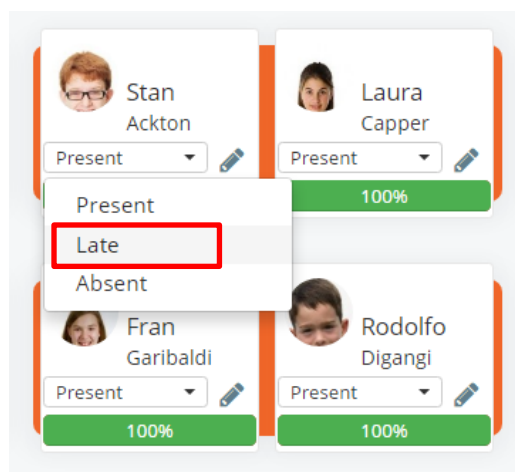 Stan
Ackton
Present
Laura
Capper
Present
100%
Present
Late
Absent
Fran
Garibaldi
Present
100%
Rodolfo
Digangi
Present
100%